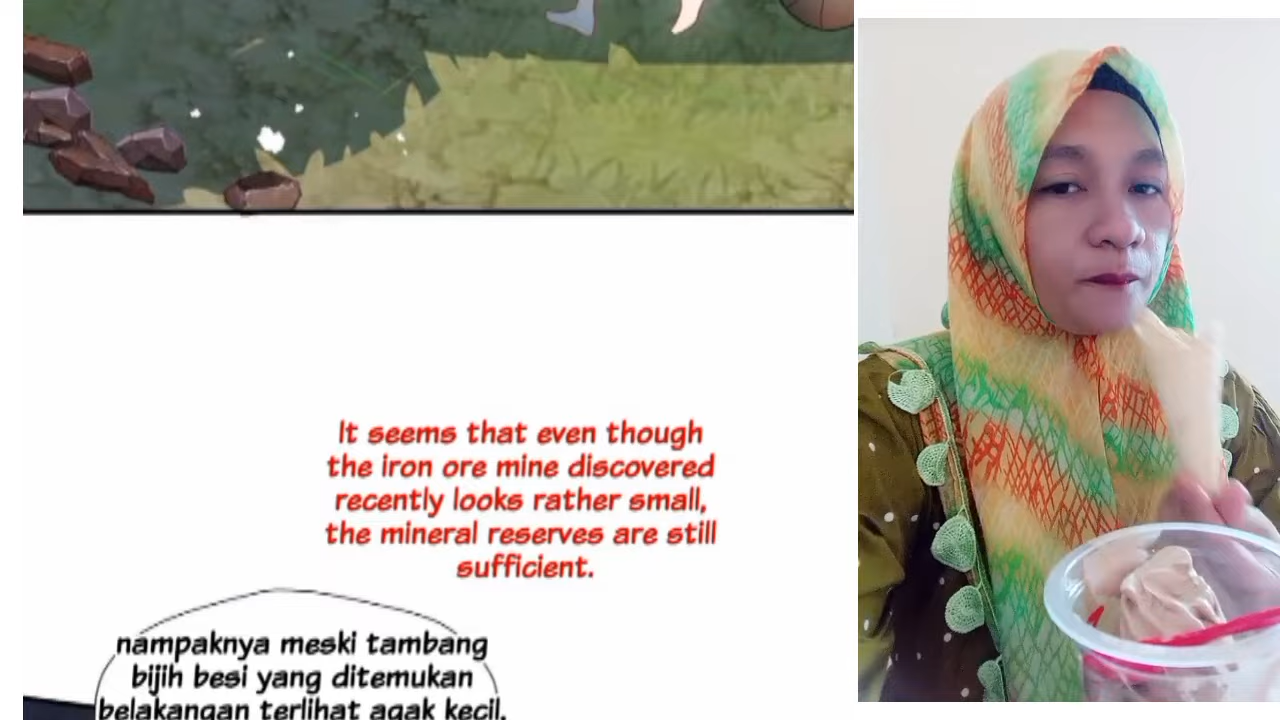 It seems that even though
the iron ore mine discovered
recently looks rather small,
the mineral reserves are still
sufficient.
nampaknya meski tambang
bijih besi yang ditemukan
belakangan terlihat agak kecil,